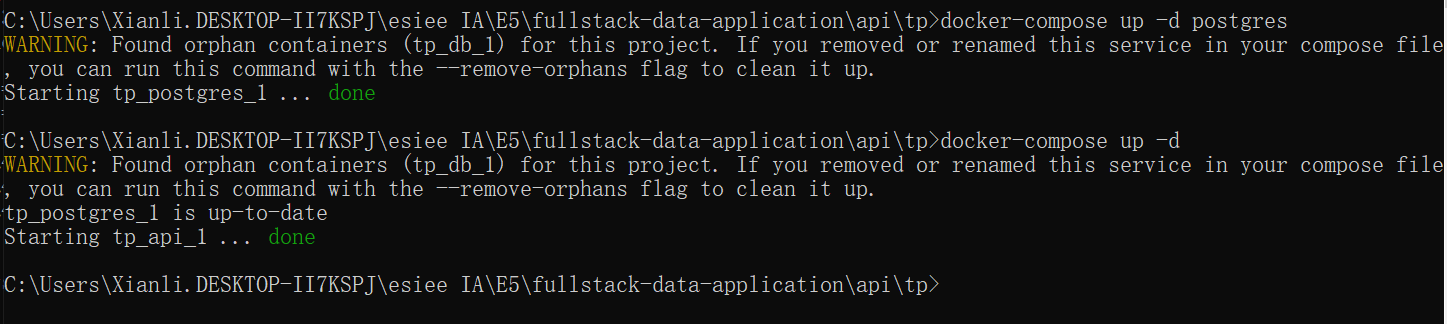 C:\Users\Xianli.DESKTOP-II7KSPJ\esiee IA\E5\fullstack-data-application\api\tp>docker-compose up -d postgres
WARNING: Found orphan containers (tp_db_1) for this project. If you removed or renamed this service in your compose file
, you can run this command with the --remove-orphans flag to clean it up.
Starting tp_postgres_1 ... done
C:\Users\Xianli.DESKTOP-II7KSPJ\esiee IA\E5\fullstack-data-application\api\tp>docker-compose up -d
WARNING: Found orphan containers (tp_db_1) for this project. If you removed or renamed this service in your compose file
, you can run this command with the --remove-orphans flag to clean it up.
tp_postgres_1 is up-to-date
Starting tp_api_1 ... done
C:\Users\Xianli.DESKTOP-II7KSPJ\esiee IA\E5\fullstack-data-application\api\tp>